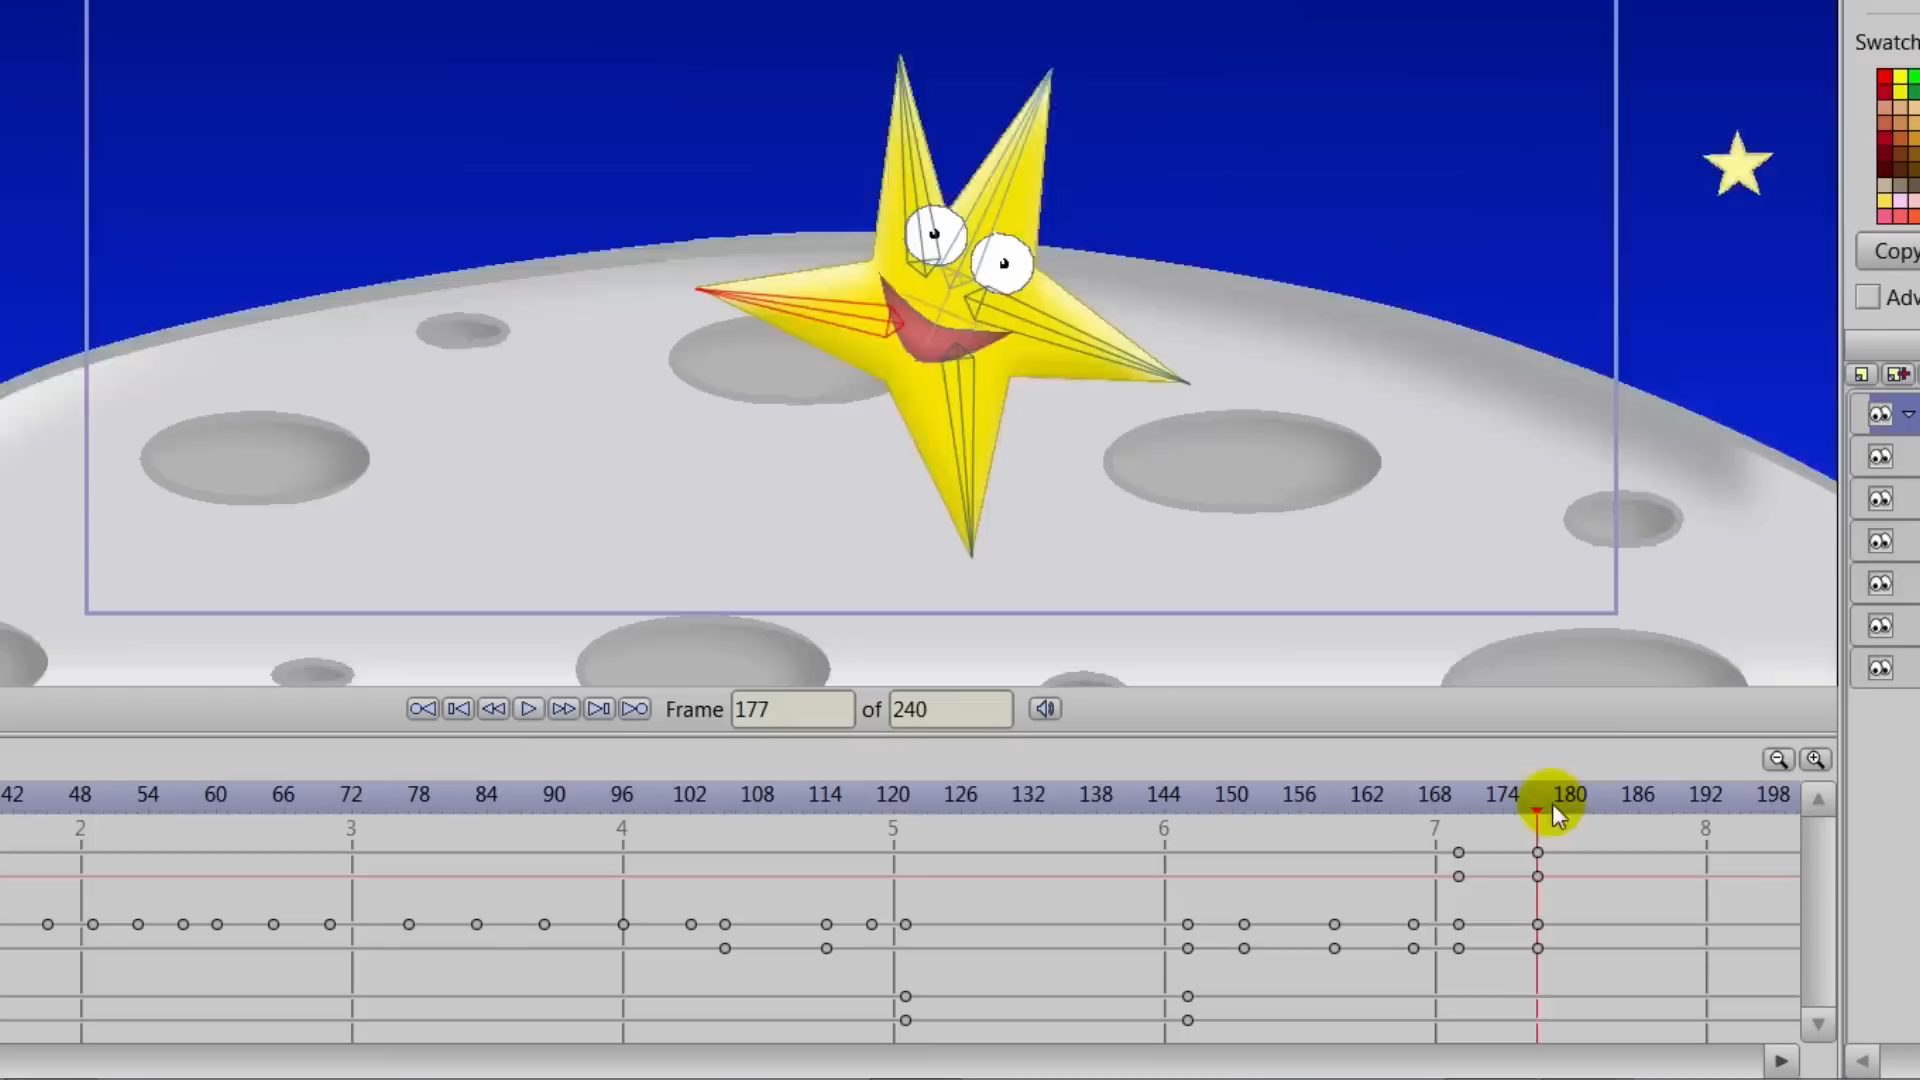 Swatch
Copy
Adv
Frame 177 of 240
42 48 54 60 66 72 78 84 90 96 102 108 114 120 126 132 138 144 150 156 162 168 174 180 186 192 198
2 3 4 5 6 7 8